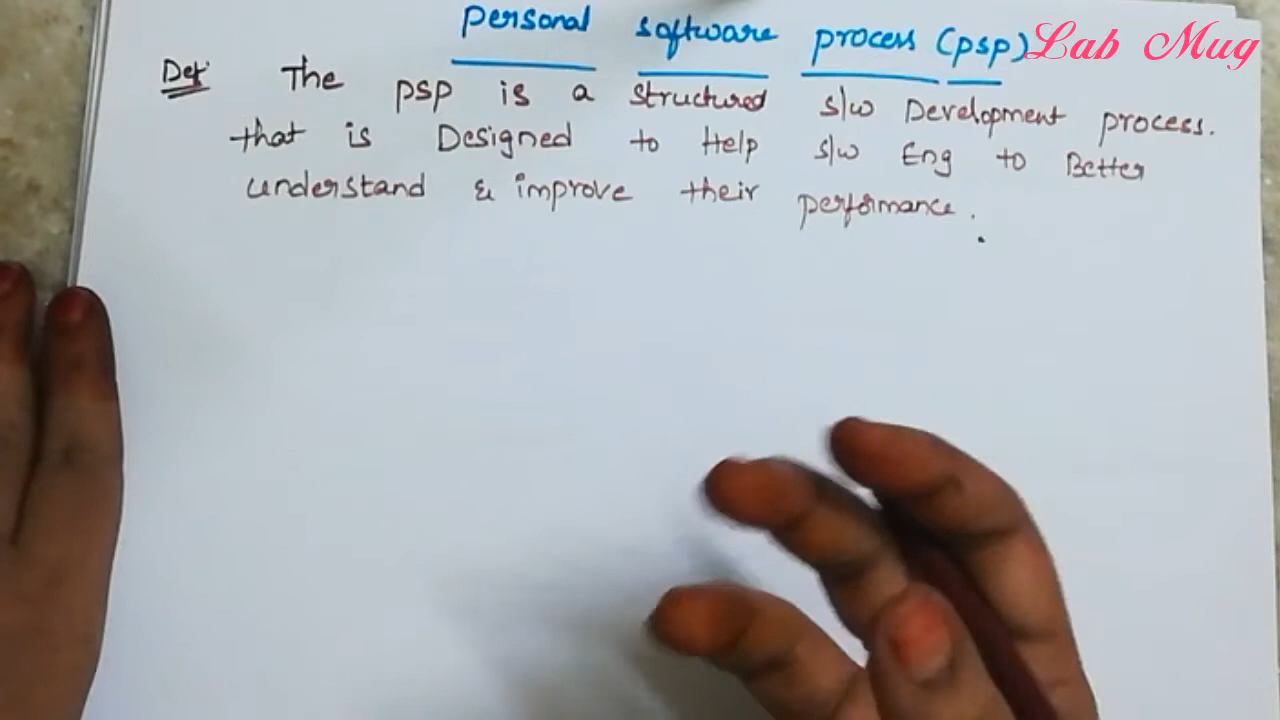 personal software process (psp)
Lab Mug
Def The psp is a structured s/w Development process.
that is Designed to Help s/w Eng to Better
understand & improve their performance.